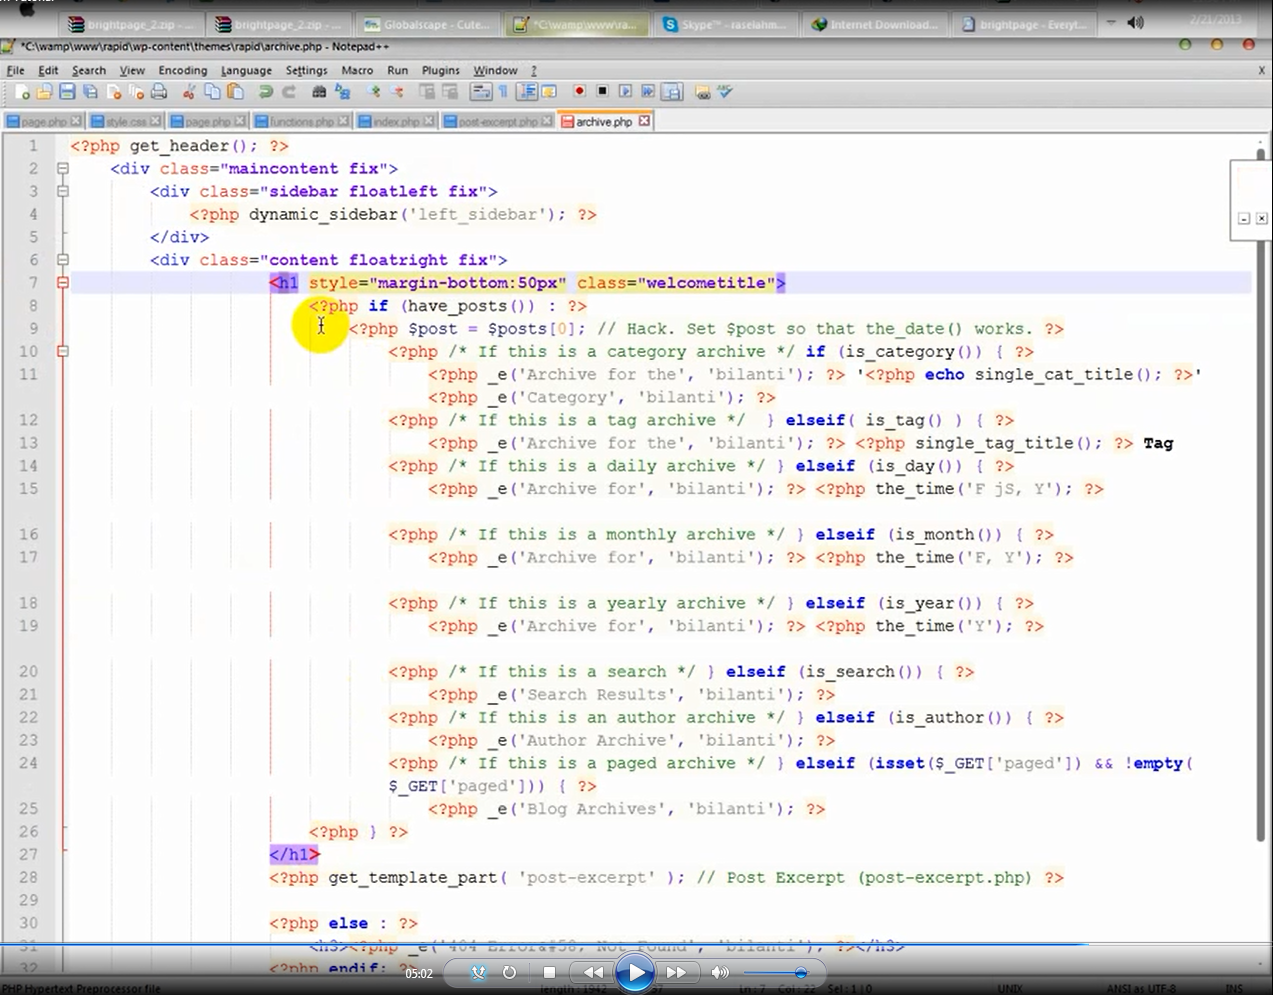 brightpage_2.zip -...
brightpage_2.zip -...
Globalscape - Cute...
*C:\wamp\www\ra...
Skype™ - raselahm...
Internet Download...
brightpage - Everyt...
2/21/2013
*C:\wamp\www\rapid\wp-content\themes\rapid\archive.php - Notepad++
File Edit Search View Encoding Language Settings Macro Run Plugins Window ? X
page.php style.css page.php functions.php index.php post-excerpt.php archive.php
1 <?php get_header(); ?>
2 <div class="maincontent fix">
3 <div class="sidebar floatleft fix">
4 <?php dynamic_sidebar('left_sidebar'); ?>
5 </div>
6 <div class="content floatright fix">
7 <h1 style="margin-bottom:50px" class="welcometitle">
8 <?php if (have_posts()) : ?>
9 <?php $post = $posts[0]; // Hack. Set $post so that the_date() works. ?>
10 <?php /* If this is a category archive */ if (is_category()) { ?>
11 <?php _e('Archive for the', 'bilanti'); ?> '<?php echo single_cat_title(); ?>'
<?php _e('Category', 'bilanti'); ?>
12 <?php /* If this is a tag archive */  } elseif( is_tag() ) { ?>
13 <?php _e('Archive for the', 'bilanti'); ?> <?php single_tag_title(); ?> Tag
14 <?php /* If this is a daily archive */ } elseif (is_day()) { ?>
15 <?php _e('Archive for', 'bilanti'); ?> <?php the_time('F jS, Y'); ?>
16 <?php /* If this is a monthly archive */ } elseif (is_month()) { ?>
17 <?php _e('Archive for', 'bilanti'); ?> <?php the_time('F, Y'); ?>
18 <?php /* If this is a yearly archive */ } elseif (is_year()) { ?>
19 <?php _e('Archive for', 'bilanti'); ?> <?php the_time('Y'); ?>
20 <?php /* If this is a search */ } elseif (is_search()) { ?>
21 <?php _e('Search Results', 'bilanti'); ?>
22 <?php /* If this is an author archive */ } elseif (is_author()) { ?>
23 <?php _e('Author Archive', 'bilanti'); ?>
24 <?php /* If this is a paged archive */ } elseif (isset($_GET['paged']) && !empty(
$_GET['paged'])) { ?>
25 <?php _e('Blog Archives', 'bilanti'); ?>
26 <?php } ?>
27 </h1>
28 <?php get_template_part( 'post-excerpt' ); // Post Excerpt (post-excerpt.php) ?>
29
30 <?php else : ?>
31 <h3><?php _e('404 Error&#58; Not Found', 'bilanti'); ?></h3>
32 <?php endif; ?>
05:02
PHP Hypertext Preprocessor file length : 1942 Ln : 7 Col : 22 Sel : 1 | 0 UNIX ANSI as UTF-8 INS